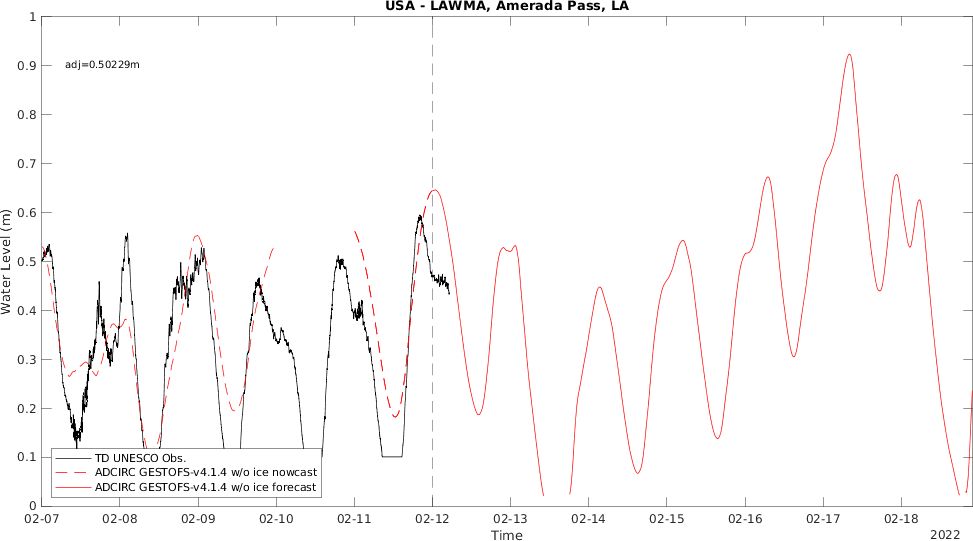 USA - LAWMA, Amerada Pass, LA
adj=0.50229m
Water Level (m)
1
0.9
0.8
0.7
0.6
0.5
0.4
0.3
0.2
0.1
0
TD UNESCO Obs.
ADCIRC GESTOFS-v4.1.4 w/o ice nowcast
ADCIRC GESTOFS-v4.1.4 w/o ice forecast
02-07 02-08 02-09 02-10 02-11 02-12 02-13 02-14 02-15 02-16 02-17 02-18
Time
2022